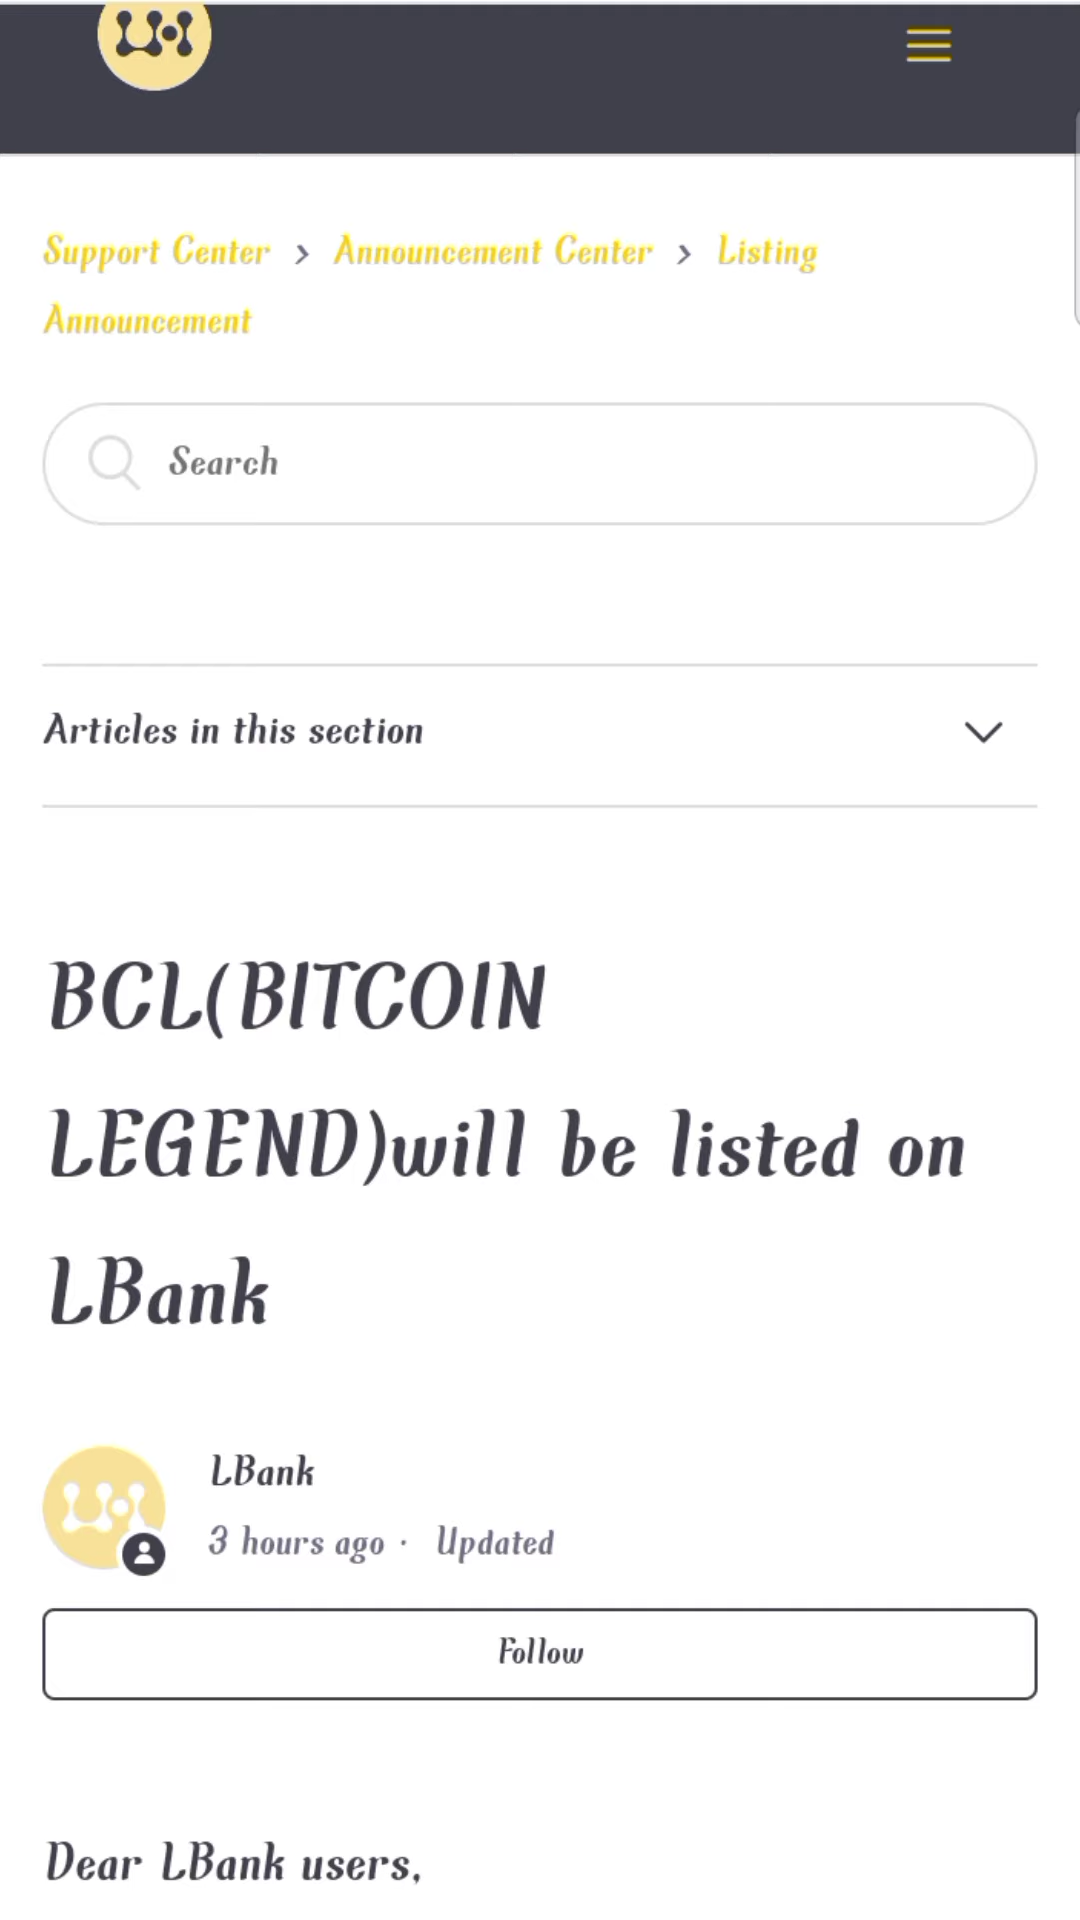 Support Center > Announcement Center > Listing
Announcement
Search
Articles in this section
BCL(BITCOIN
LEGEND)will be listed on
LBank
LBank
3 hours ago · Updated
Follow
Dear LBank users,